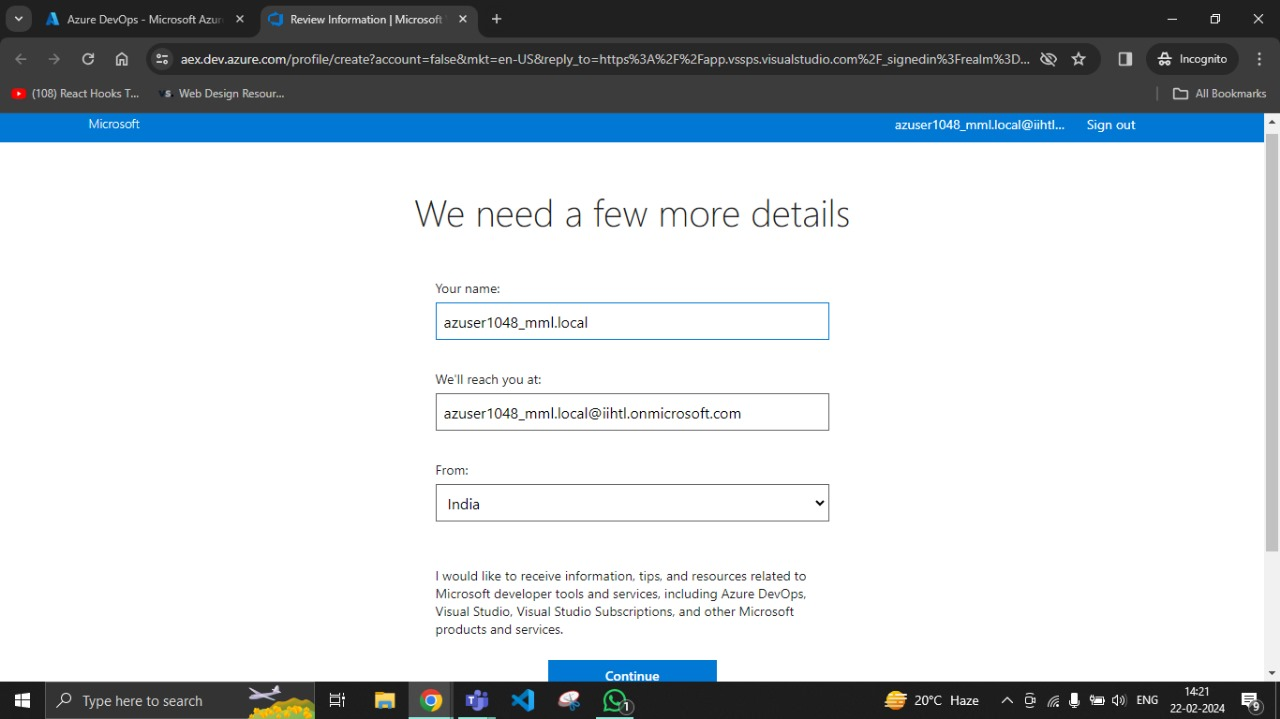 Azure DevOps - Microsoft Azur
Review Information | Microsoft
aex.dev.azure.com/profile/create?account=false&mkt=en-US&reply_to=https%3A%2F%2Fapp.vssps.visualstudio.com%2F_signedin%3Frealm%3D...
Incognito
(108) React Hooks T...
Web Design Resour...
All Bookmarks
Microsoft
azuser1048_mml.local@iihtl...
Sign out
We need a few more details
Your name:
azuser1048_mml.local
We'll reach you at:
azuser1048_mml.local@iihtl.onmicrosoft.com
From:
India
I would like to receive information, tips, and resources related to
Microsoft developer tools and services, including Azure DevOps,
Visual Studio, Visual Studio Subscriptions, and other Microsoft
products and services.
Continue
Type here to search
1
20°C Haze
ENG
14:21
22-02-2024
9